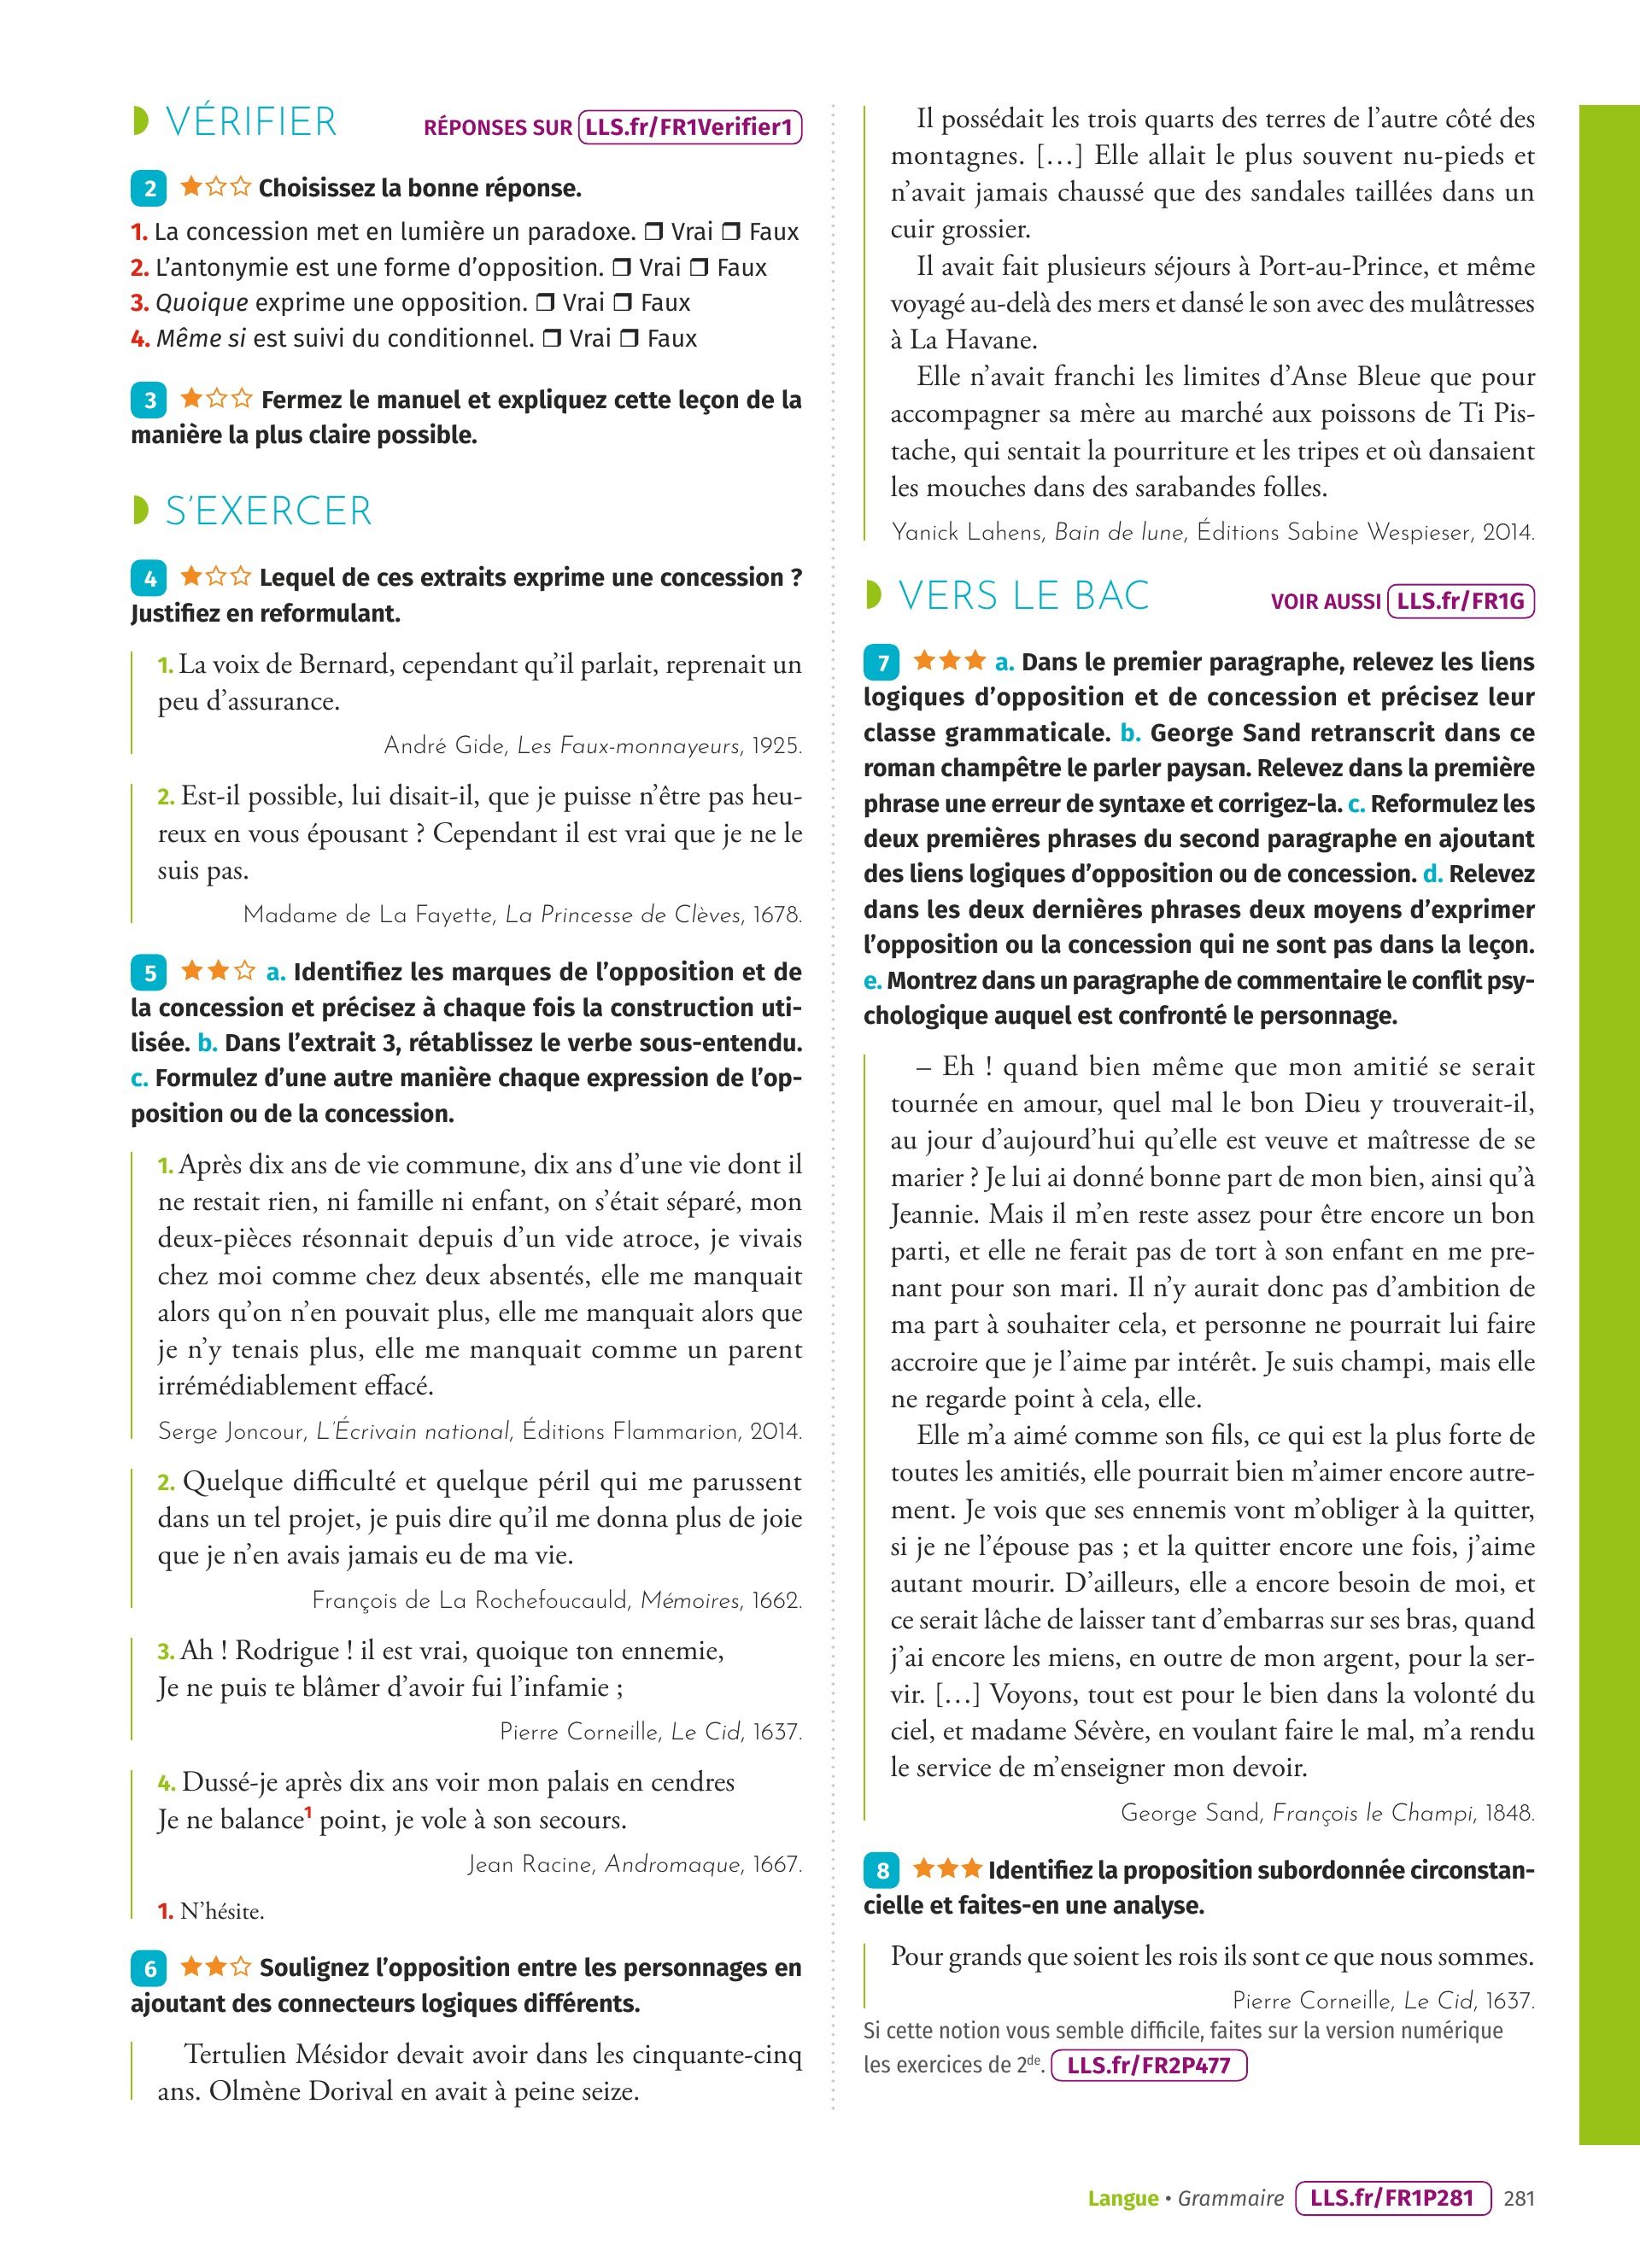 VÉRIFIER
RÉPONSES SUR LLS.fr/FR1Verifier1
2 ★☆☆ Choisissez la bonne réponse.
1. La concession met en lumière un paradoxe. ❒ Vrai ❒ Faux
2. L’antonymie est une forme d’opposition. ❒ Vrai ❒ Faux
3. Quoique exprime une opposition. ❒ Vrai ❒ Faux
4. Même si est suivi du conditionnel. ❒ Vrai ❒ Faux
3 ★☆☆ Fermez le manuel et expliquez cette leçon de la
manière la plus claire possible.
S’EXERCER
4 ★☆☆ Lequel de ces extraits exprime une concession ?
Justifiez en reformulant.
1. La voix de Bernard, cependant qu’il parlait, reprenait un
peu d’assurance.
André Gide, Les Faux-monnayeurs, 1925.
2. Est-il possible, lui disait-il, que je puisse n’être pas heu-
reux en vous épousant ? Cependant il est vrai que je ne le
suis pas.
Madame de La Fayette, La Princesse de Clèves, 1678.
5 ★★☆ a. Identifiez les marques de l’opposition et de
la concession et précisez à chaque fois la construction uti-
lisée. b. Dans l’extrait 3, rétablissez le verbe sous-entendu.
c. Formulez d’une autre manière chaque expression de l’op-
position ou de la concession.
1. Après dix ans de vie commune, dix ans d’une vie dont il
ne restait rien, ni famille ni enfant, on s’était séparé, mon
deux-pièces résonnait depuis d’un vide atroce, je vivais
chez moi comme chez deux absentés, elle me manquait
alors qu’on n’en pouvait plus, elle me manquait alors que
je n’y tenais plus, elle me manquait comme un parent
irrémédiablement effacé.
Serge Joncour, L’Écrivain national, Éditions Flammarion, 2014.
2. Quelque difficulté et quelque péril qui me parussent
dans un tel projet, je puis dire qu’il me donna plus de joie
que je n’en avais jamais eu de ma vie.
François de La Rochefoucauld, Mémoires, 1662.
3. Ah ! Rodrigue ! il est vrai, quoique ton ennemie,
Je ne puis te blâmer d’avoir fui l’infamie ;
Pierre Corneille, Le Cid, 1637.
4. Dussé-je après dix ans voir mon palais en cendres
Je ne balance1 point, je vole à son secours.
Jean Racine, Andromaque, 1667.
1. N’hésite.
6 ★★☆ Soulignez l’opposition entre les personnages en
ajoutant des connecteurs logiques différents.
Tertulien Mésidor devait avoir dans les cinquante-cinq
ans. Olmène Dorival en avait à peine seize.
Il possédait les trois quarts des terres de l’autre côté des
montagnes. […] Elle allait le plus souvent nu-pieds et
n’avait jamais chaussé que des sandales taillées dans un
cuir grossier.
Il avait fait plusieurs séjours à Port-au-Prince, et même
voyagé au-delà des mers et dansé le son avec des mulâtresses
à La Havane.
Elle n’avait franchi les limites d’Anse Bleue que pour
accompagner sa mère au marché aux poissons de Ti Pis-
tache, qui sentait la pourriture et les tripes et où dansaient
les mouches dans des sarabandes folles.
Yanick Lahens, Bain de lune, Éditions Sabine Wespieser, 2014.
VERS LE BAC
VOIR AUSSI LLS.fr/FR1G
7 ★★★ a. Dans le premier paragraphe, relevez les liens
logiques d’opposition et de concession et précisez leur
classe grammaticale. b. George Sand retranscrit dans ce
roman champêtre le parler paysan. Relevez dans la première
phrase une erreur de syntaxe et corrigez-la. c. Reformulez les
deux premières phrases du second paragraphe en ajoutant
des liens logiques d’opposition ou de concession. d. Relevez
dans les deux dernières phrases deux moyens d’exprimer
l’opposition ou la concession qui ne sont pas dans la leçon.
e. Montrez dans un paragraphe de commentaire le conflit psy-
chologique auquel est confronté le personnage.
– Eh ! quand bien même que mon amitié se serait
tournée en amour, quel mal le bon Dieu y trouverait-il,
au jour d’aujourd’hui qu’elle est veuve et maîtresse de se
marier ? Je lui ai donné bonne part de mon bien, ainsi qu’à
Jeannie. Mais il m’en reste assez pour être encore un bon
parti, et elle ne ferait pas de tort à son enfant en me pre-
nant pour son mari. Il n’y aurait donc pas d’ambition de
ma part à souhaiter cela, et personne ne pourrait lui faire
accroire que je l’aime par intérêt. Je suis champi, mais elle
ne regarde point à cela, elle.
Elle m’a aimé comme son fils, ce qui est la plus forte de
toutes les amitiés, elle pourrait bien m’aimer encore autre-
ment. Je vois que ses ennemis vont m’obliger à la quitter,
si je ne l’épouse pas ; et la quitter encore une fois, j’aime
autant mourir. D’ailleurs, elle a encore besoin de moi, et
ce serait lâche de laisser tant d’embarras sur ses bras, quand
j’ai encore les miens, en outre de mon argent, pour la ser-
vir. […] Voyons, tout est pour le bien dans la volonté du
ciel, et madame Sévère, en voulant faire le mal, m’a rendu
le service de m’enseigner mon devoir.
George Sand, François le Champi, 1848.
8 ★★★ Identifiez la proposition subordonnée circonstan-
cielle et faites-en une analyse.
Pour grands que soient les rois ils sont ce que nous sommes.
Pierre Corneille, Le Cid, 1637.
Si cette notion vous semble difficile, faites sur la version numérique
les exercices de 2de. LLS.fr/FR2P477
Langue • Grammaire LLS.fr/FR1P281 281